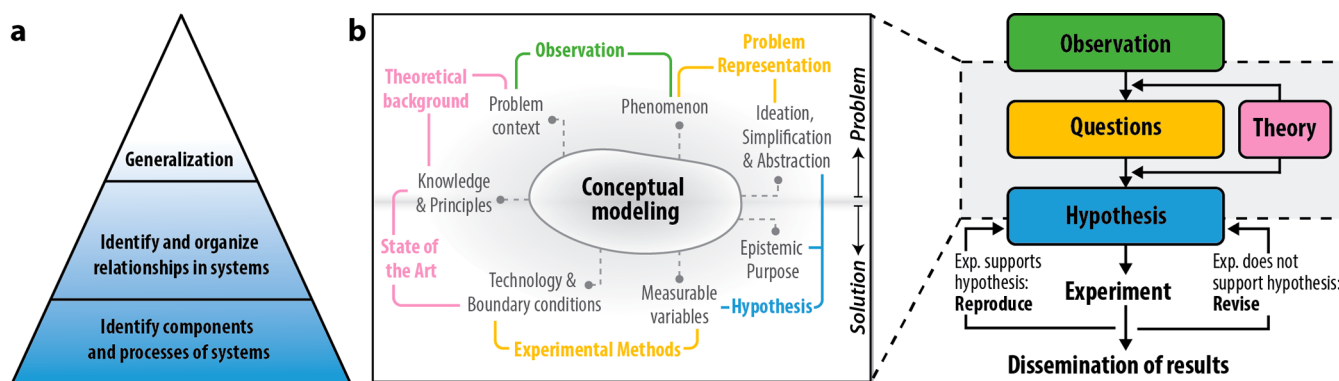 a
Generalization
Identify and organize
relationships in systems
Identify components
and processes of systems
b
Observation
Problem
Representation
Theoretical
background
Problem
context
Phenomenon
Ideation,
Simplification
& Abstraction
Knowledge
& Principles
Conceptual
modeling
State of
the Art
Epistemic
Purpose
Technology &
Boundary conditions
Measurable
variables
Hypothesis
Experimental Methods
Problem
Solution
Observation
Questions
Theory
Hypothesis
Exp. supports
hypothesis:
Reproduce
Experiment
Exp. does not
support hypothesis:
Revise
Dissemination of results